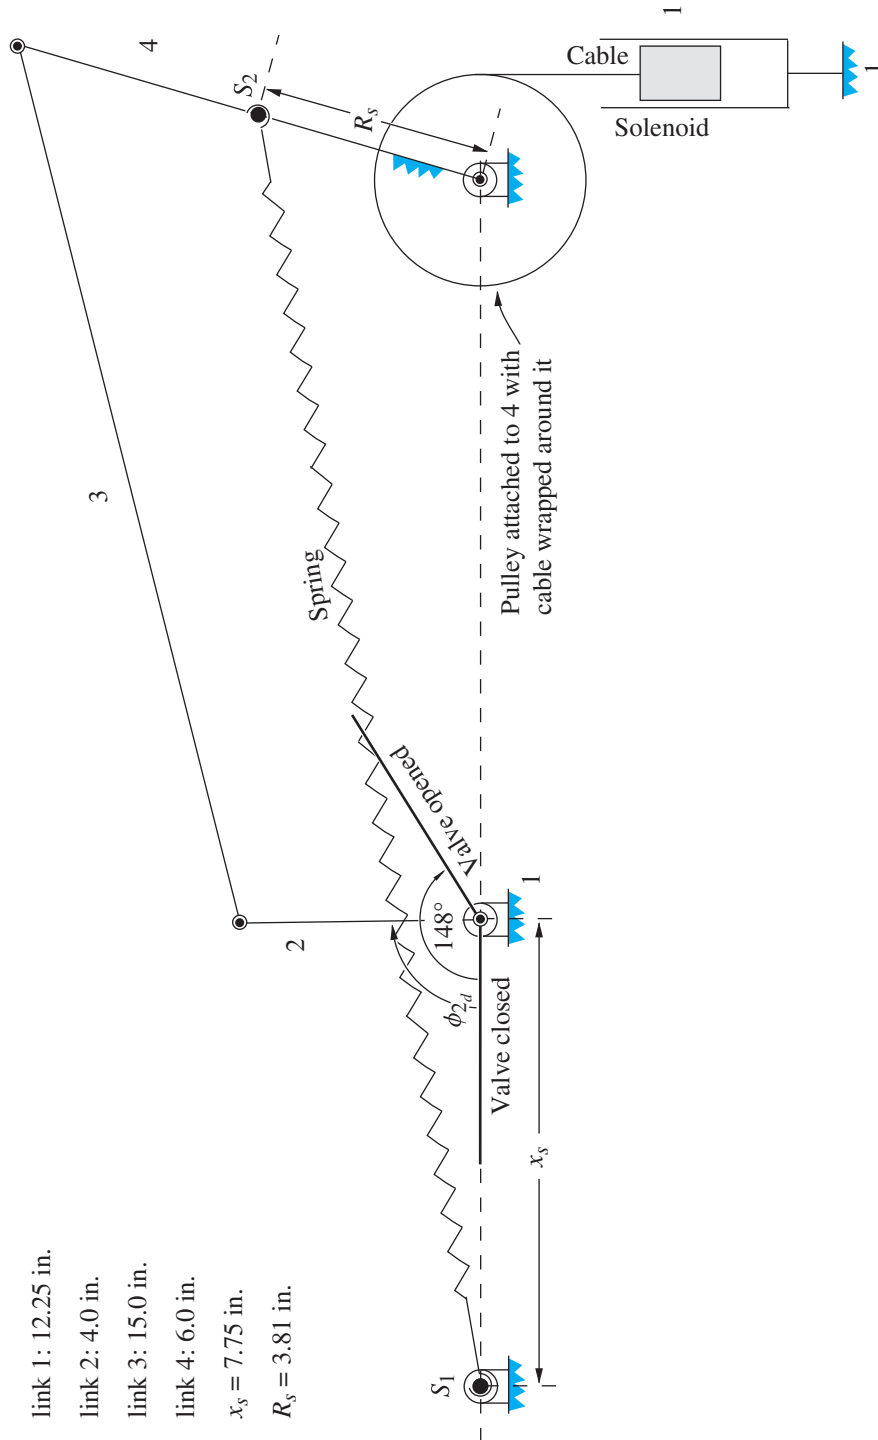 link 1: 12.25 in.
link 2: 4.0 in.
link 3: 15.0 in.
link 4: 6.0 in.
x_s = 7.75 in.
R_s = 3.81 in.
3
4
2
S_2
R_s
Spring
Valve opened
148°
ϕ_2_d
Valve closed
1
x_s
S_1
Pulley attached to 4 with
cable wrapped around it
Cable
Solenoid
1
1